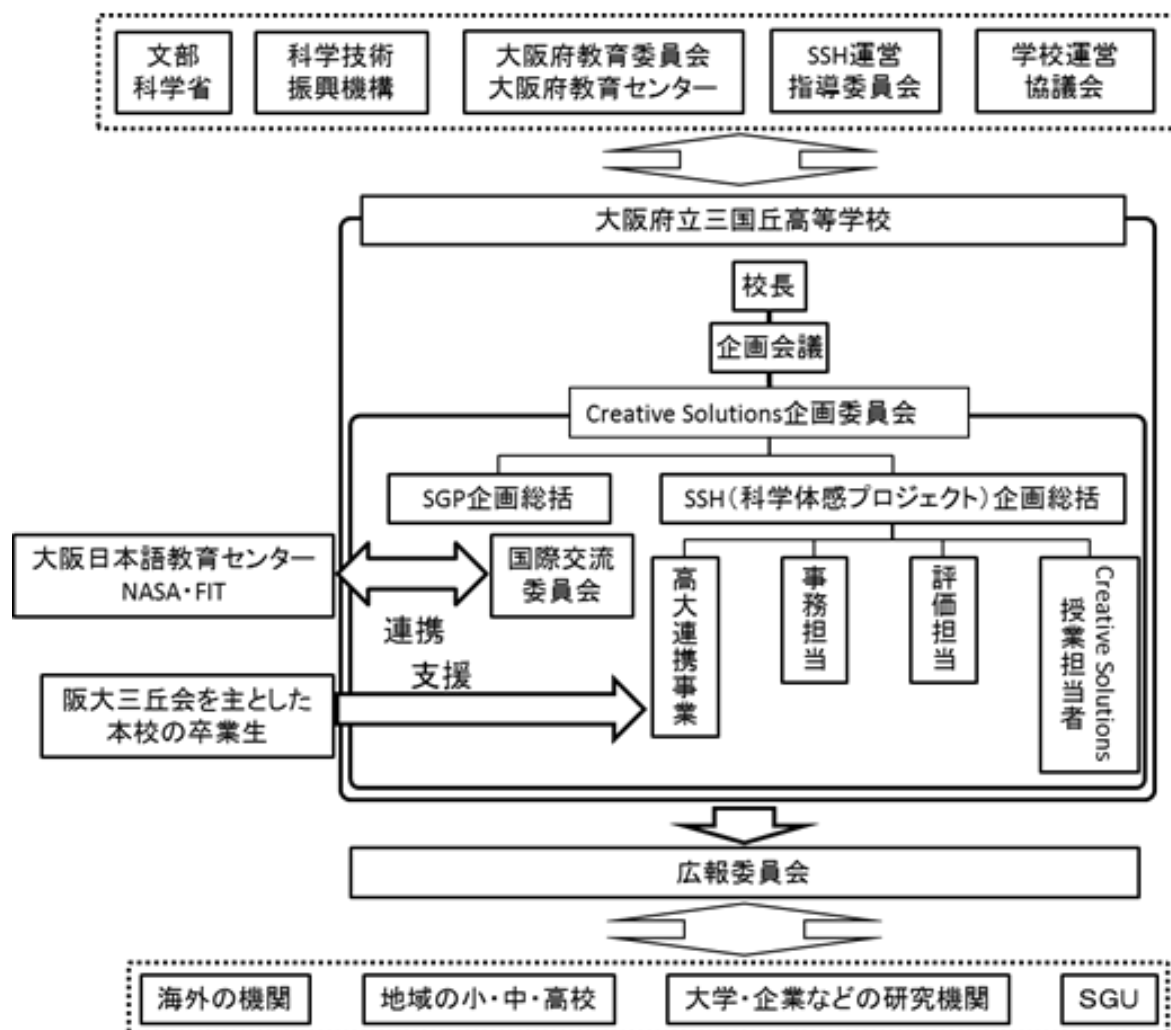 文部
科学省
科学技術
振興機構
大阪府教育委員会
大阪府教育センター
SSH運営
指導委員会
学校運営
協議会
大阪府立三国丘高等学校
校長
企画会議
Creative Solutions企画委員会
SGP企画総括
SSH（科学体感プロジェクト）企画総括
大阪日本語教育センター
NASA・FIT
連携
国際交流
委員会
高大連携事業
事務担当
評価担当
Creative Solutions
授業担当者
支援
阪大三丘会を主とした
本校の卒業生
広報委員会
海外の機関
地域の小・中・高校
大学・企業などの研究機関
ＳＧＵ